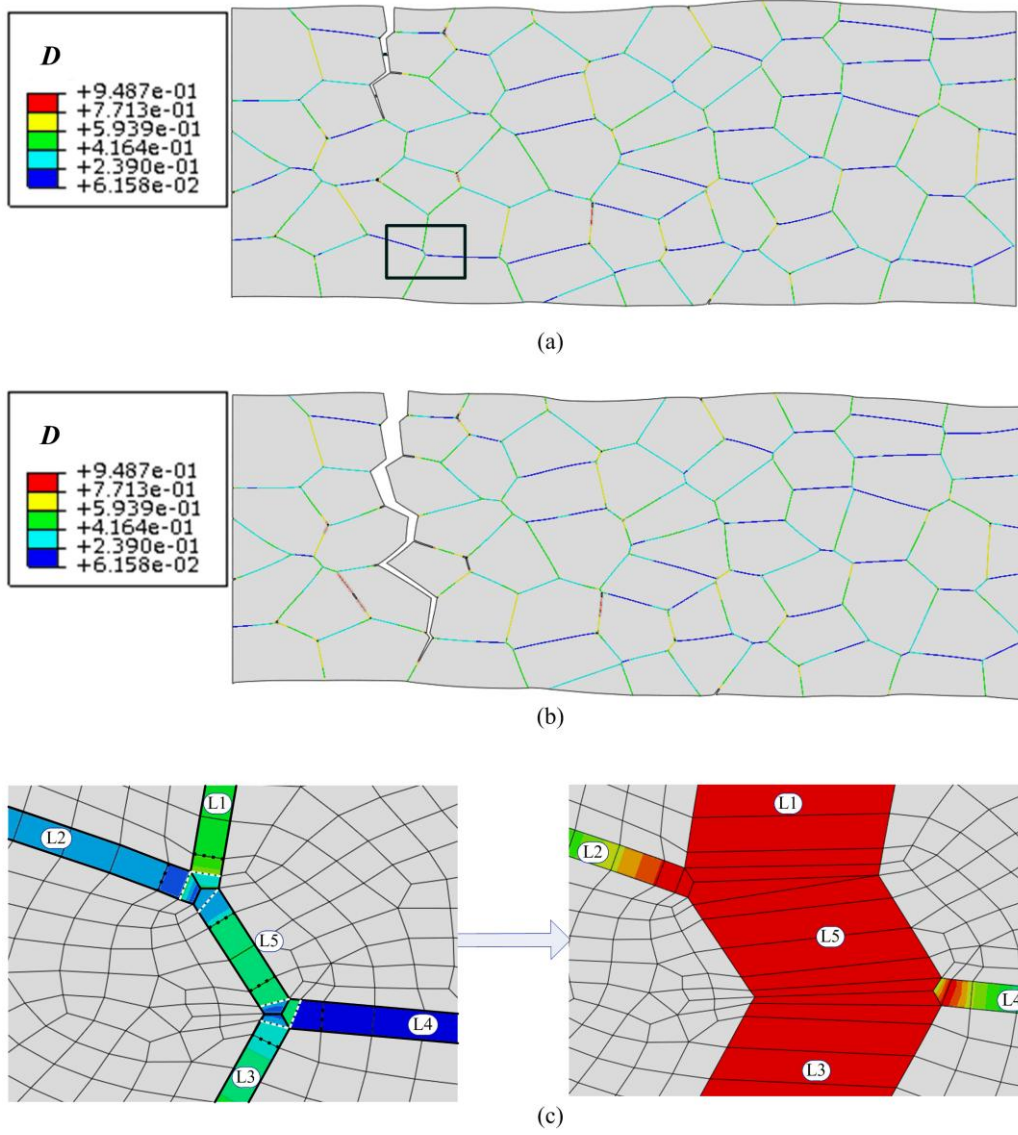 D
+9.487e-01
+7.713e-01
+5.939e-01
+4.164e-01
+2.390e-01
+6.158e-02
(a)
D
+9.487e-01
+7.713e-01
+5.939e-01
+4.164e-01
+2.390e-01
+6.158e-02
(b)
L1
L2
L5
L4
L3
L1
L2
L5
L4
L3
(c)